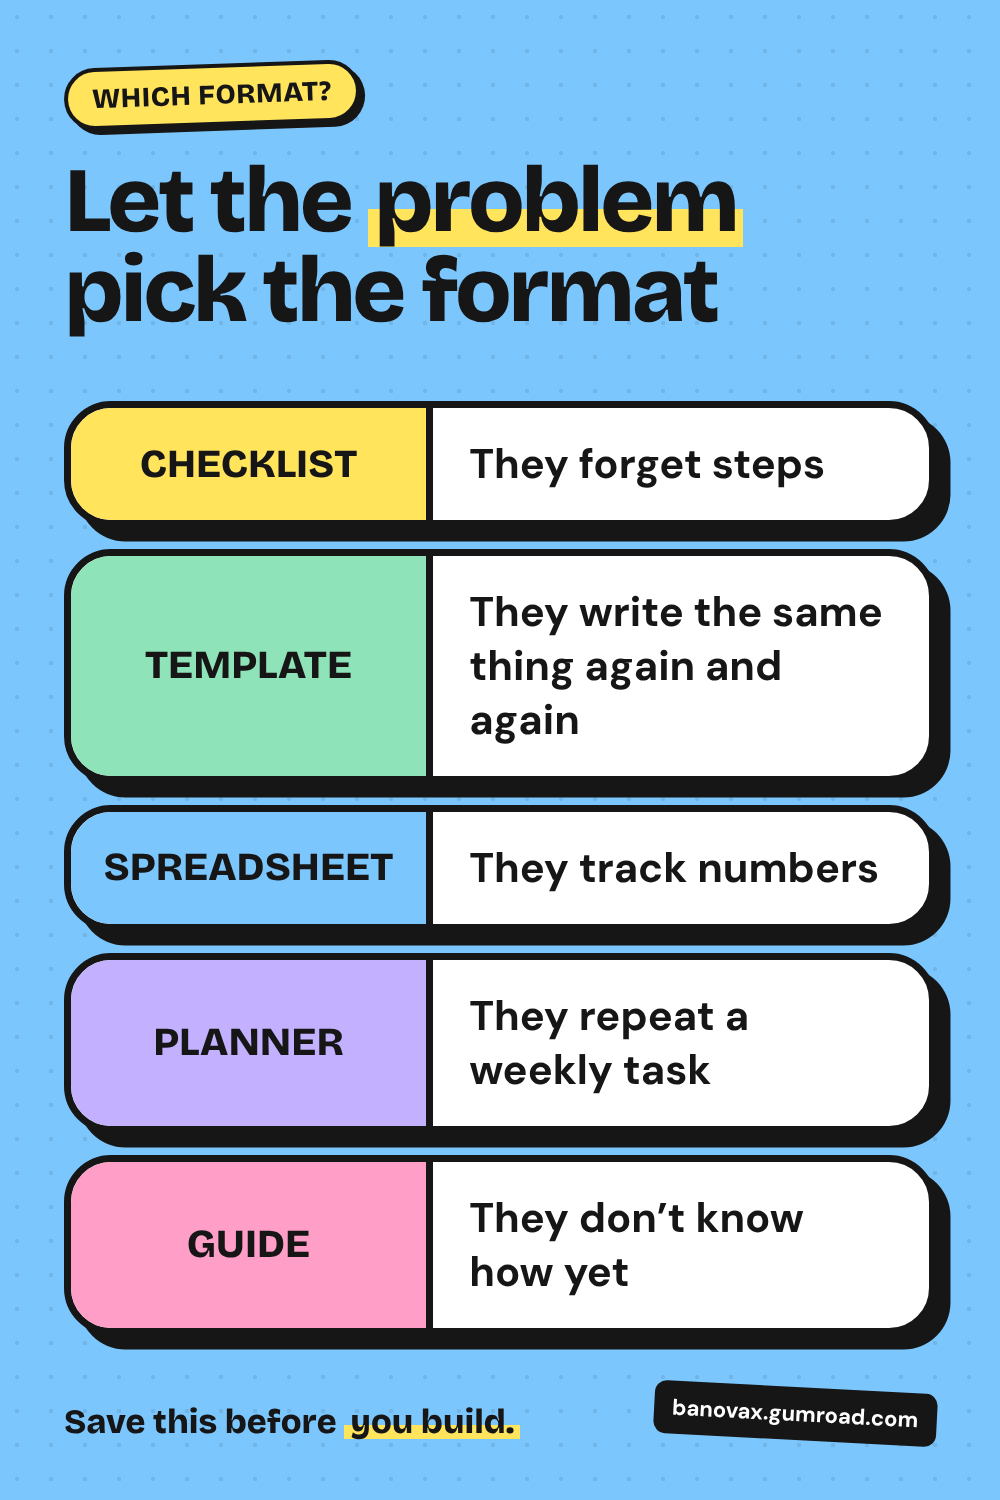 WHICH FORMAT?
Let the problem
pick the format
CHECKLIST
They forget steps
TEMPLATE
They write the same
thing again and
again
SPREADSHEET
They track numbers
PLANNER
They repeat a
weekly task
GUIDE
They don’t know
how yet
Save this before you build.
banovax.gumroad.com